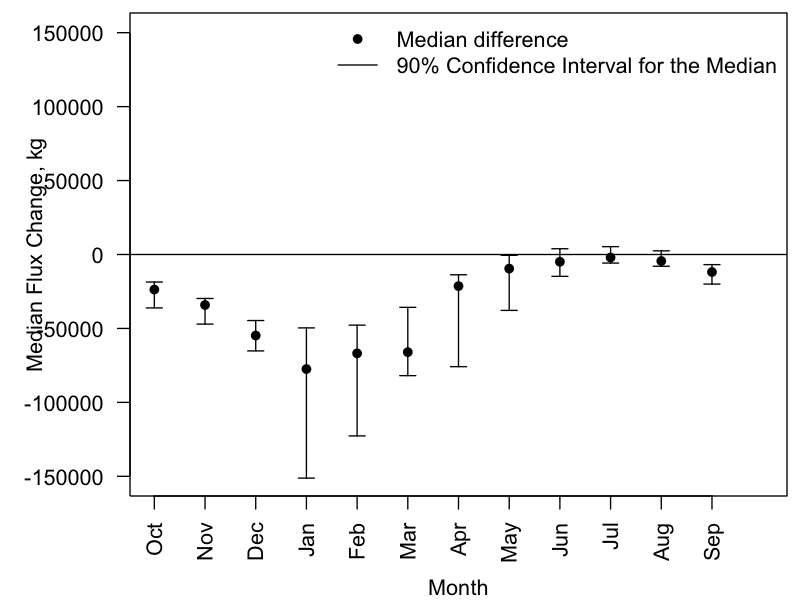 Median difference
90% Confidence Interval for the Median
150000
100000
50000
0
-50000
-100000
-150000
Median Flux Change, kg
Oct
Nov
Dec
Jan
Feb
Mar
Apr
May
Jun
Jul
Aug
Sep
Month